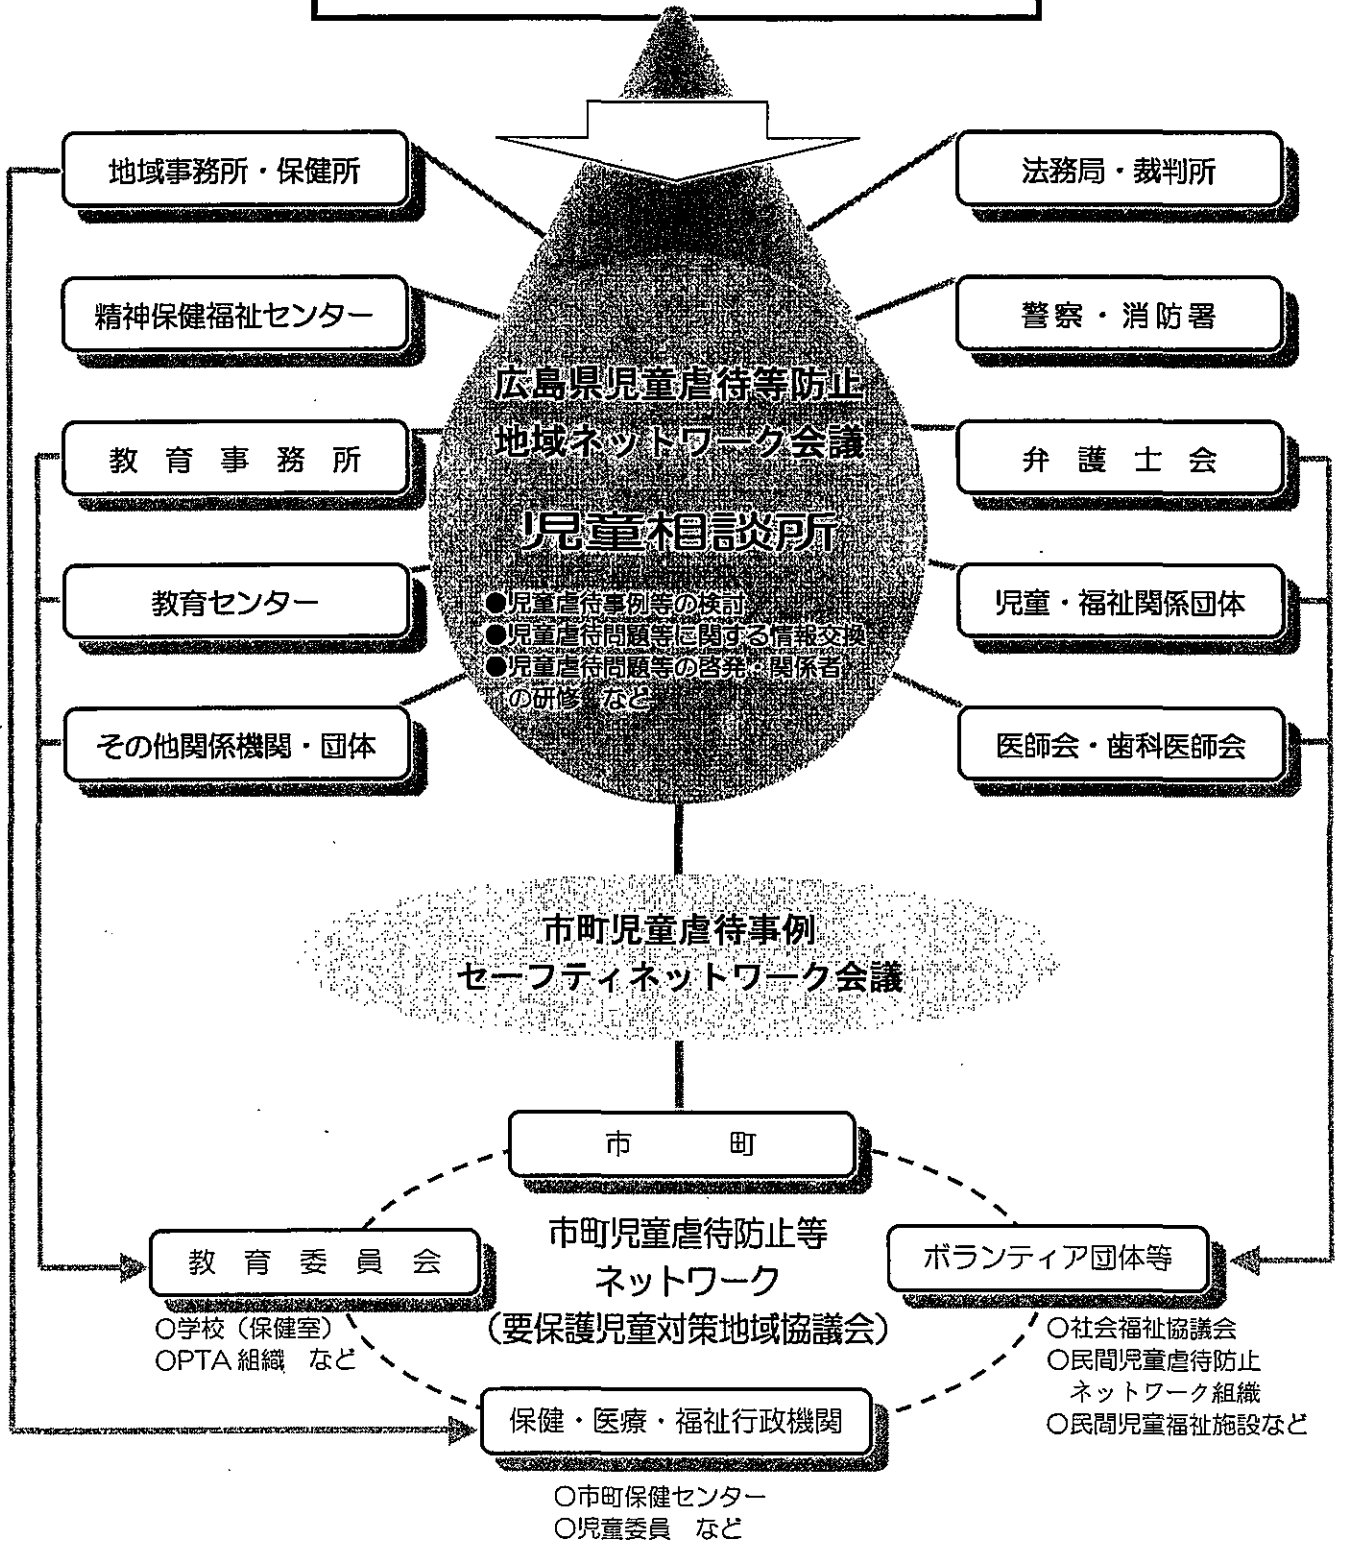 地域事務所・保健所
法務局・裁判所
精神保健福祉センター
警察・消防署
教育事務所
弁護士会
教育センター
児童・福祉関係団体
その他関係機関・団体
医師会・歯科医師会
広島県児童虐待等防止
地域ネットワーク会議
児童相談所
●児童虐待事例等の検討
●児童虐待問題等に関する情報交換
●児童虐待問題等の啓発・関係者
の研修 など
市町児童虐待事例
セーフティネットワーク会議
市町
市町児童虐待防止等
ネットワーク
(要保護児童対策地域協議会)
教育委員会
○学校(保健室)
○PTA組織 など
ボランティア団体等
○社会福祉協議会
○民間児童虐待防止
ネットワーク組織
○民間児童福祉施設など
保健・医療・福祉行政機関
○市町保健センター
○児童委員 など